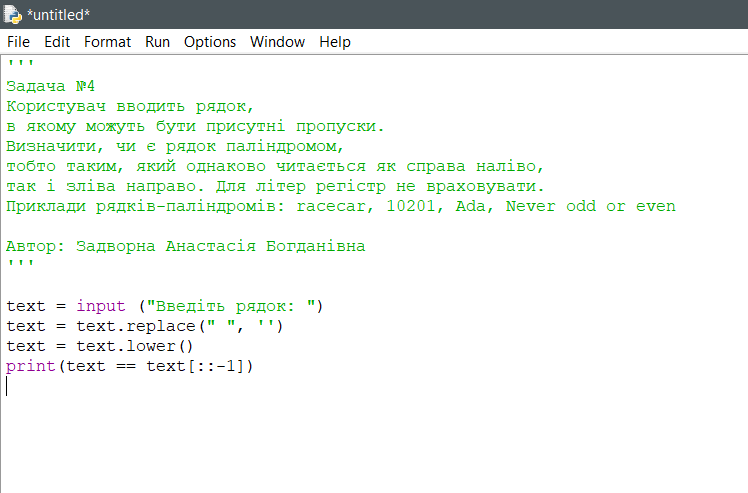 *untitled*
File Edit Format Run Options Window Help
'''
Задача №4
Користувач вводить рядок,
в якому можуть бути присутні пропуски.
Визначити, чи є рядок паліндромом,
тобто таким, який однаково читається як справа наліво,
так і зліва направо. Для літер регістр не враховувати.
Приклади рядків-паліндромів: racecar, 10201, Ada, Never odd or even
Автор: Задворна Анастасія Богданівна
'''
text = input ("Введіть рядок: ")
text = text.replace(" ", '')
text = text.lower()
print(text == text[::-1])